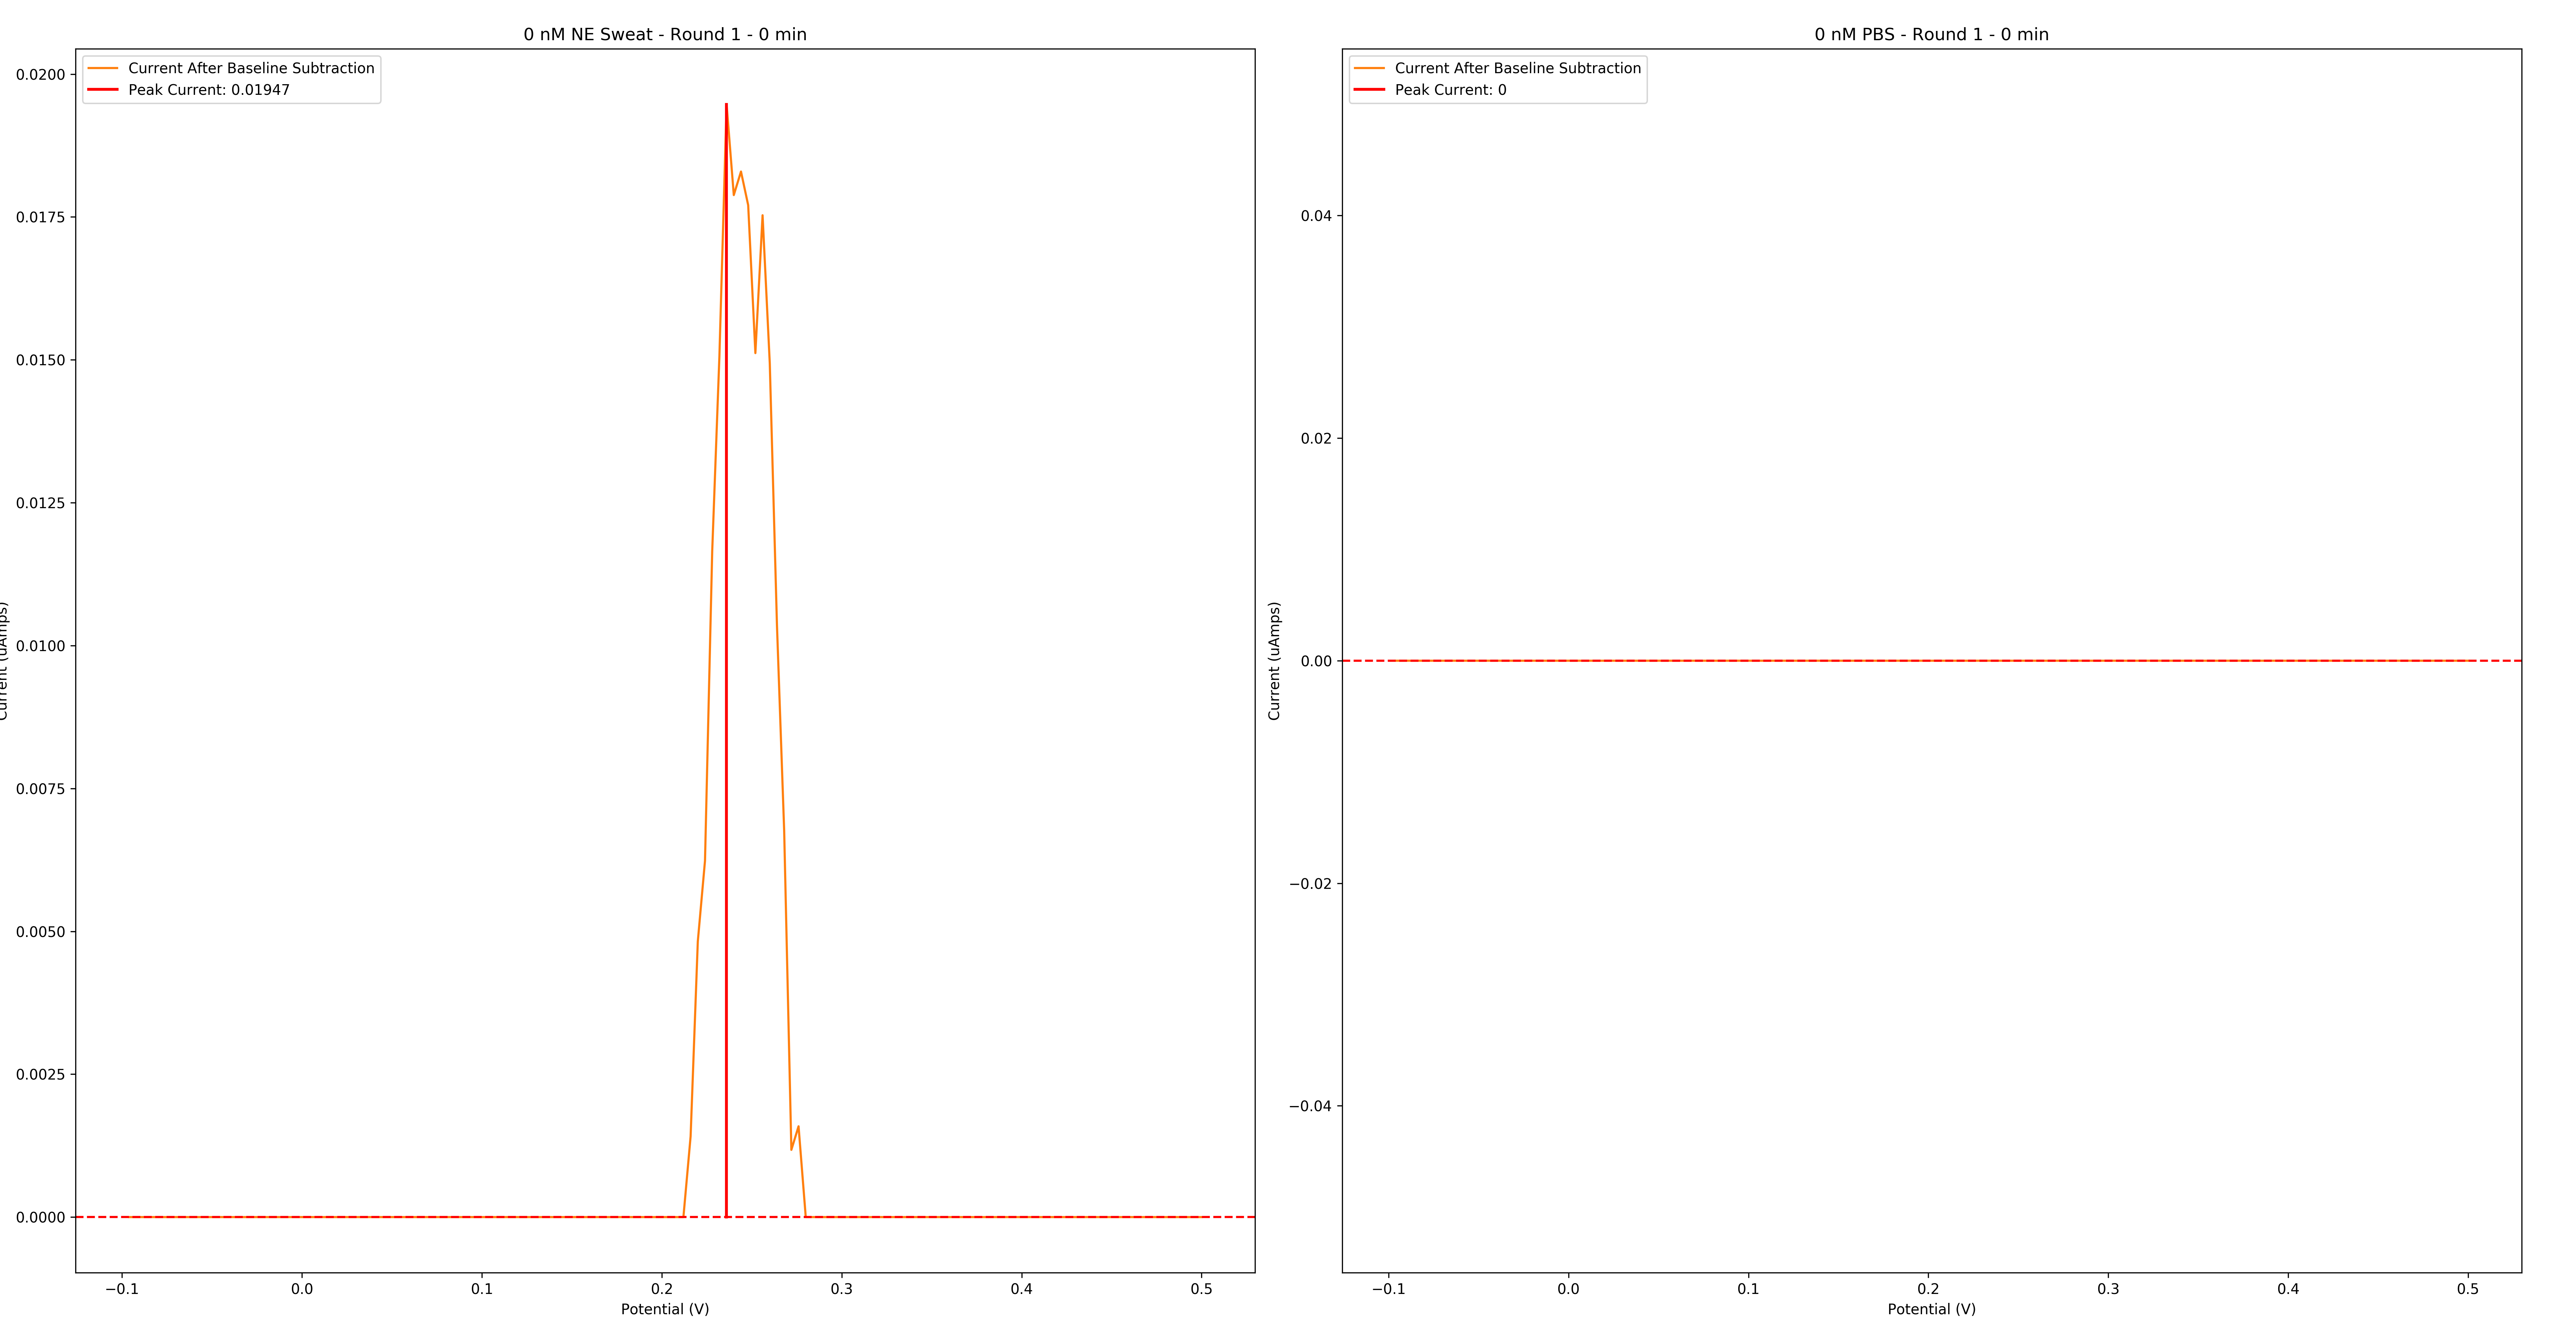 0 nM NE Sweat - Round 1 - 0 min
Current After Baseline Subtraction
Peak Current: 0.01947
0.0200
0.0175
0.0150
0.0125
0.0100
0.0075
0.0050
0.0025
0.0000
Current (uAmps)
−0.1 0.0 0.1 0.2 0.3 0.4 0.5
Potential (V)
0 nM PBS - Round 1 - 0 min
Current After Baseline Subtraction
Peak Current: 0
0.04
0.02
0.00
−0.02
−0.04
Current (uAmps)
−0.1 0.0 0.1 0.2 0.3 0.4 0.5
Potential (V)